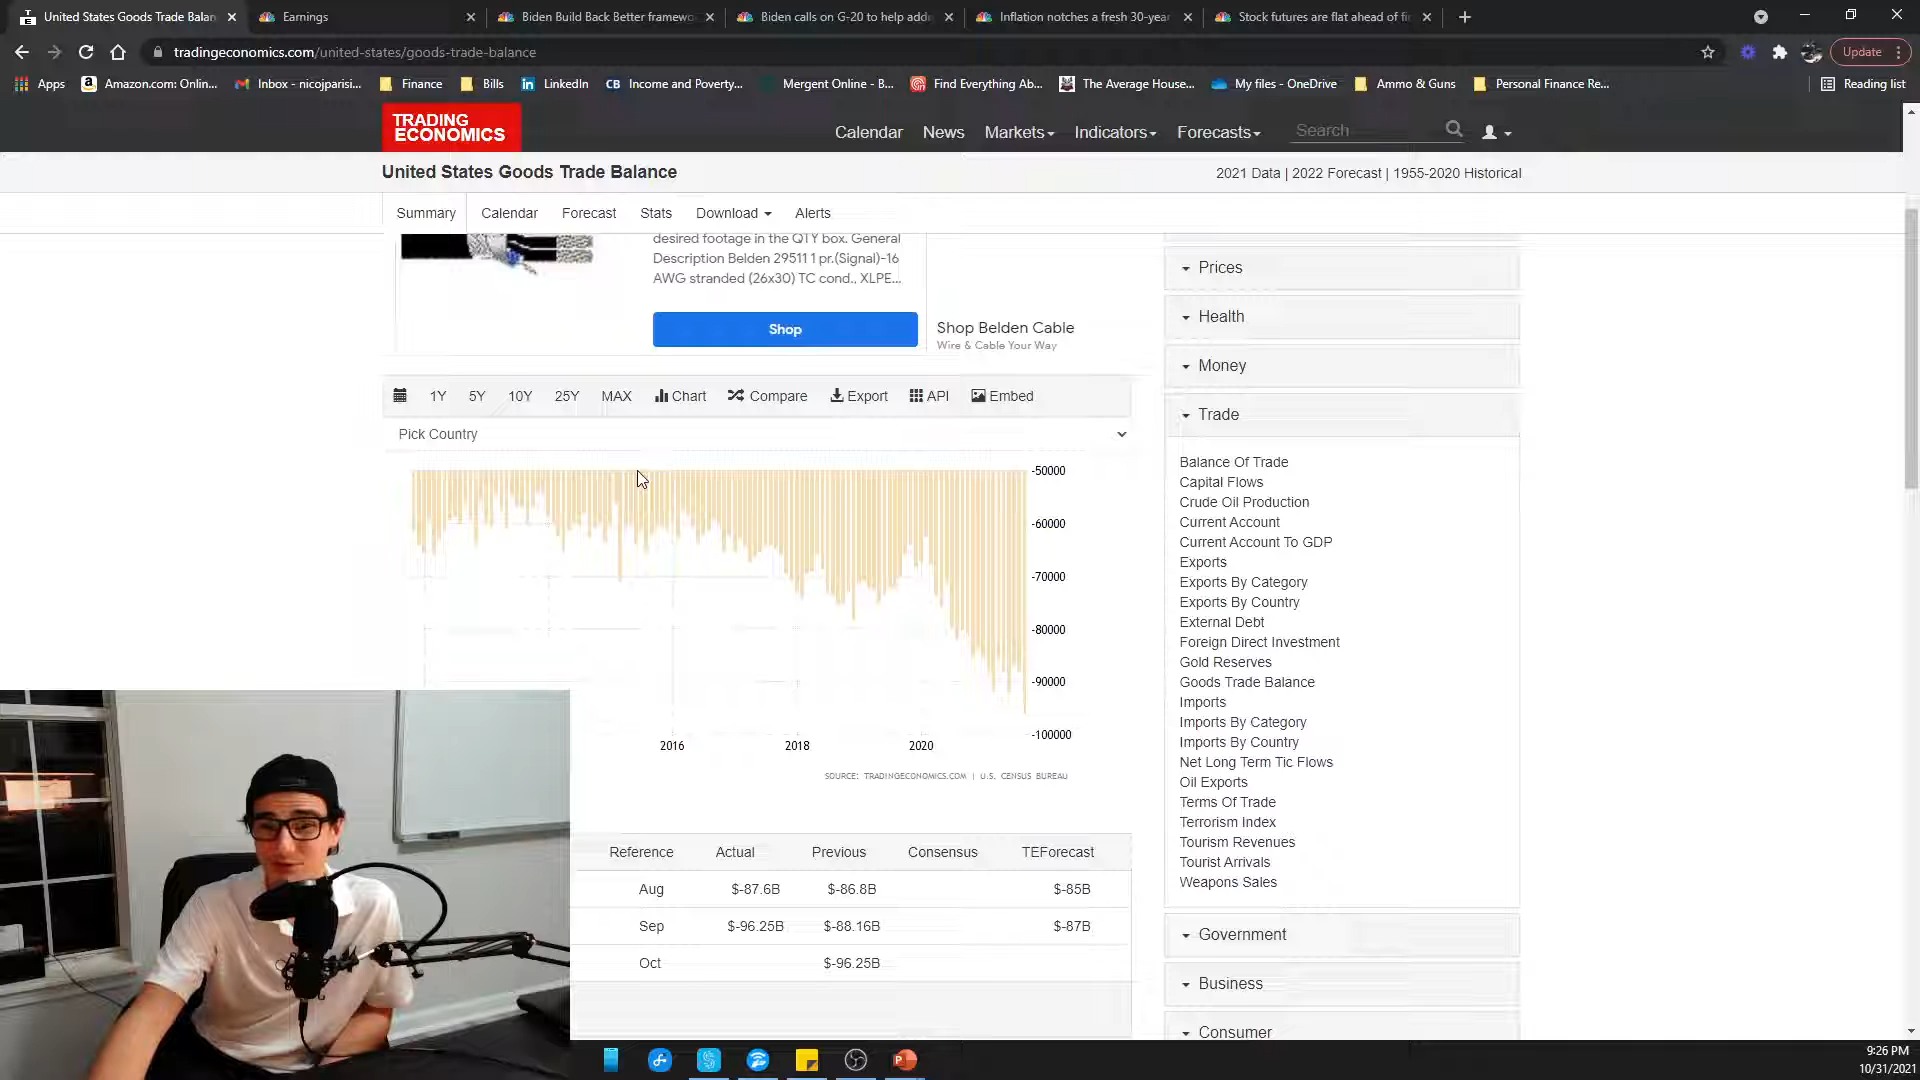 United States Goods Trade Balan
Earnings
Biden Build Back Better framewo
Biden calls on G-20 to help addr
Inflation notches a fresh 30-year
Stock futures are flat ahead of fi
tradingeconomics.com/united-states/goods-trade-balance
Update
Apps
Amazon.com: Onlin...
Inbox - nicojparisi...
Finance
Bills
LinkedIn
CB Income and Poverty...
Mergent Online - B...
Find Everything Ab...
The Average House...
My files - OneDrive
Ammo & Guns
Personal Finance Re...
Reading list
TRADING
ECONOMICS
Calendar News Markets Indicators Forecasts Search
United States Goods Trade Balance
2021 Data | 2022 Forecast | 1955-2020 Historical
Summary Calendar Forecast Stats Download Alerts
desired footage in the QTY box. General
Description Belden 29511 1 pr.(Signal)-16
AWG stranded (26x30) TC cond., XLPE...
Shop
Shop Belden Cable
Wire & Cable Your Way
1Y 5Y 10Y 25Y MAX Chart Compare Export API Embed
Pick Country
-50000
-60000
-70000
-80000
-90000
-100000
2016 2018 2020
SOURCE: TRADINGECONOMICS.COM | U.S. CENSUS BUREAU
Reference Actual Previous Consensus TEForecast
Aug $-87.6B $-86.8B $-85B
Sep $-96.25B $-88.16B $-87B
Oct $-96.25B
Prices
Health
Money
Trade
Balance Of Trade
Capital Flows
Crude Oil Production
Current Account
Current Account To GDP
Exports
Exports By Category
Exports By Country
External Debt
Foreign Direct Investment
Gold Reserves
Goods Trade Balance
Imports
Imports By Category
Imports By Country
Net Long Term Tic Flows
Oil Exports
Terms Of Trade
Terrorism Index
Tourism Revenues
Tourist Arrivals
Weapons Sales
Government
Business
Consumer
9:26 PM
10/31/2021